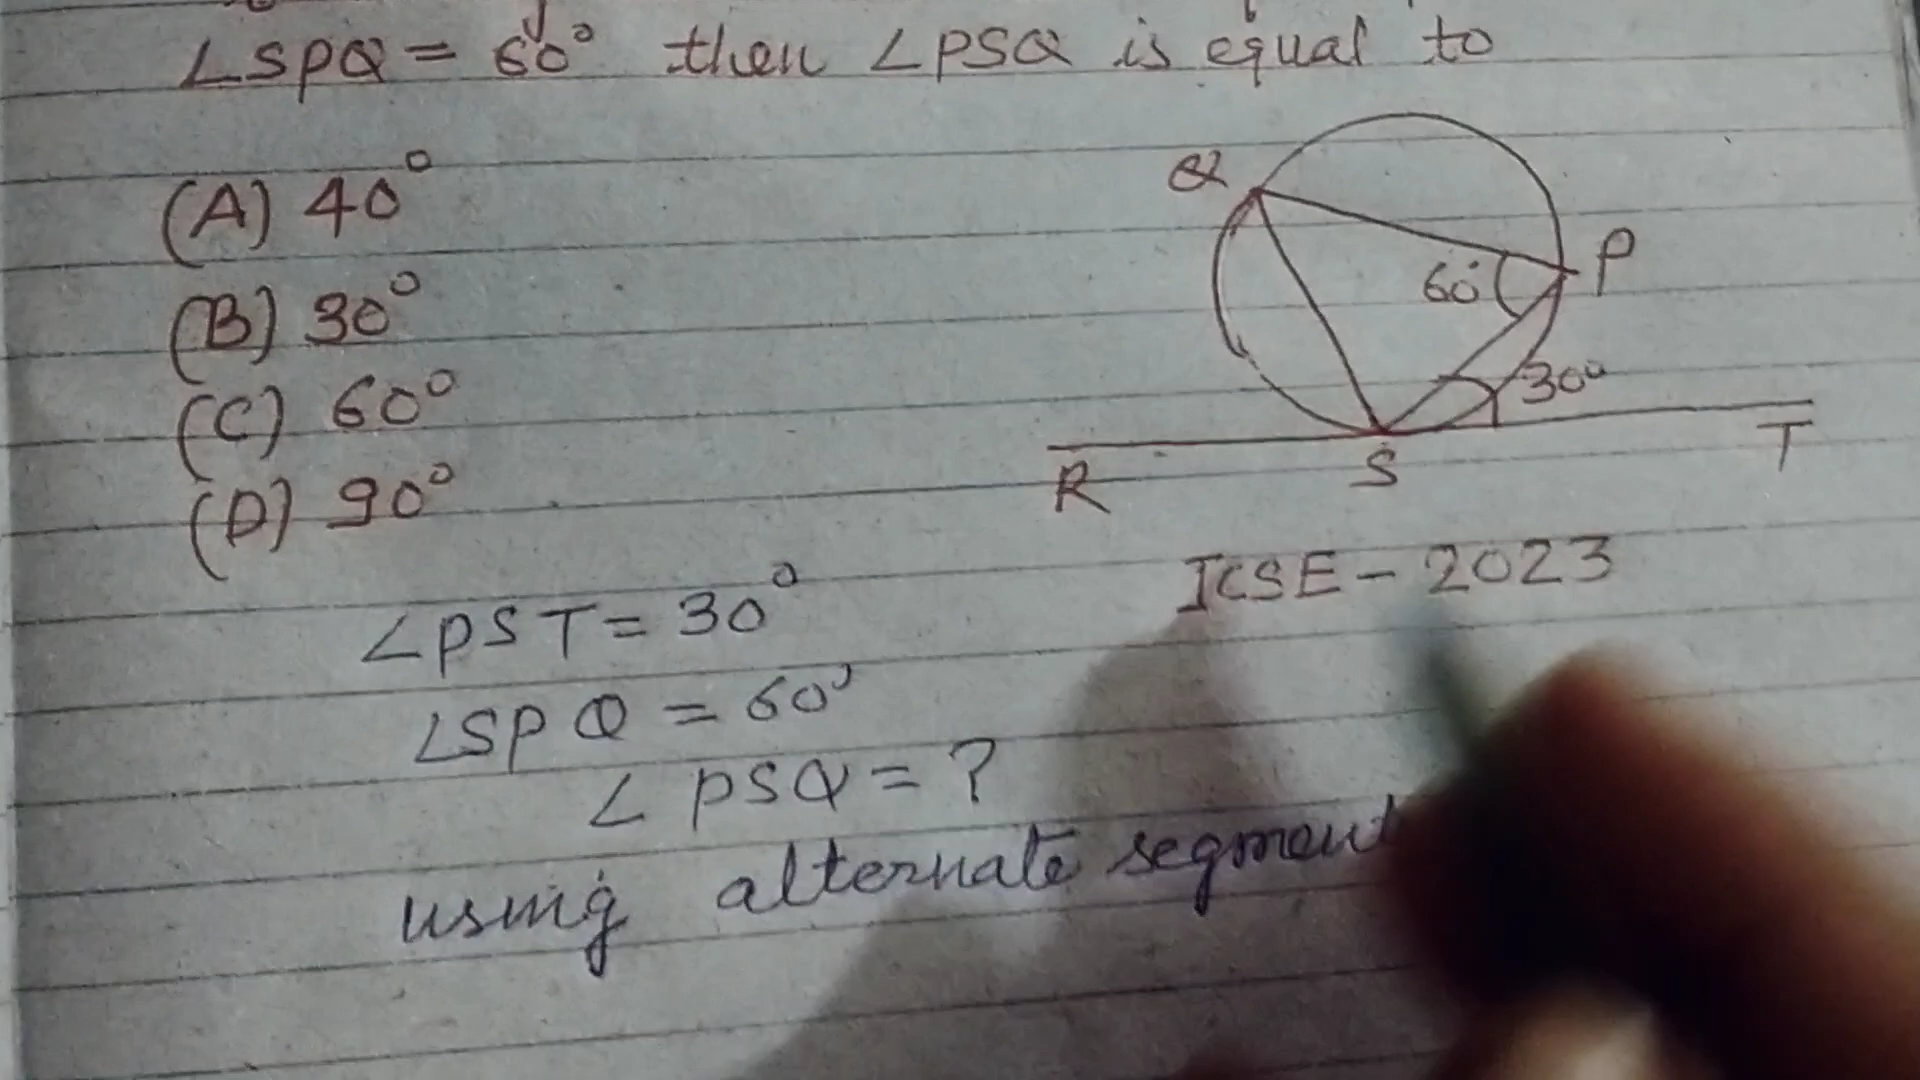 ∠SPQ = 60° then ∠PSQ is equal to
(A) 40°
(B) 30°
(C) 60°
(D) 90°
Q
P
60°
30°
R
S
T
ICSE - 2023
∠PST = 30°
∠SPQ = 60°
∠PSQ = ?
using alternate segment